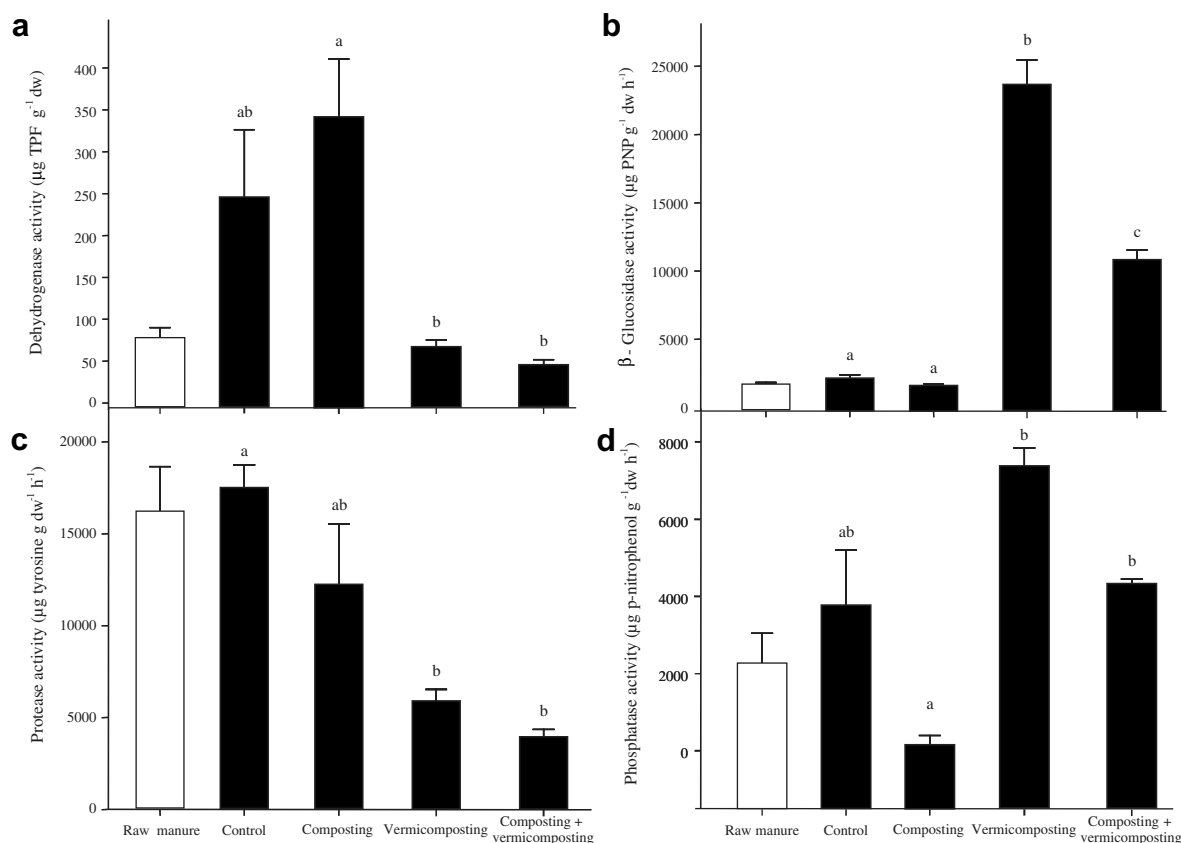 a
Dehydrogenase activity (µg TPF g⁻¹ dw)
400
350
300
250
200
150
100
50
0
ab
a
b
b
b
β- Glucosidase activity (µg PNP g⁻¹ dw h⁻¹)
25000
20000
15000
10000
5000
0
a
a
b
c
c
Protease activity (µg tyrosine g dw⁻¹ h⁻¹)
20000
15000
10000
5000
0
a
ab
b
b
Raw manure
Control
Composting
Vermicomposting
Composting +
vermicomposting
d
Phosphatase activity (µg p-nitrophenol g⁻¹dw h⁻¹)
8000
6000
4000
2000
0
ab
a
b
b
Raw manure
Control
Composting
Vermicomposting
Composting +
vermicomposting